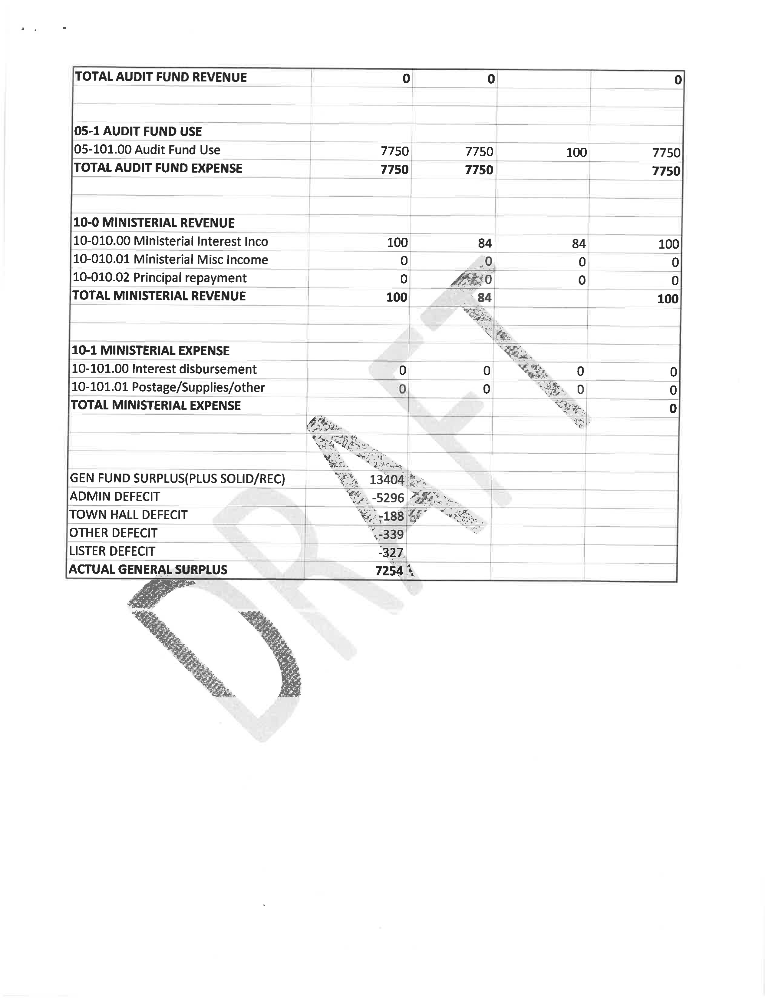 TOTAL AUDIT FUND REVENUE 0 0 0
05-1 AUDIT FUND USE
05-101.00 Audit Fund Use 7750 7750 100 7750
TOTAL AUDIT FUND EXPENSE 7750 7750 7750
10-0 MINISTERIAL REVENUE
10-010.00 Ministerial Interest Inco 100 84 84 100
10-010.01 Ministerial Misc Income 0 0 0 0
10-010.02 Principal repayment 0 0 0 0
TOTAL MINISTERIAL REVENUE 100 84 100
10-1 MINISTERIAL EXPENSE
10-101.00 Interest disbursement 0 0 0 0
10-101.01 Postage/Supplies/other 0 0 0 0
TOTAL MINISTERIAL EXPENSE 0
GEN FUND SURPLUS(PLUS SOLID/REC) 13404
ADMIN DEFECIT -5296
TOWN HALL DEFECIT -188
OTHER DEFECIT -339
LISTER DEFECIT -327
ACTUAL GENERAL SURPLUS 7254
DRAFT